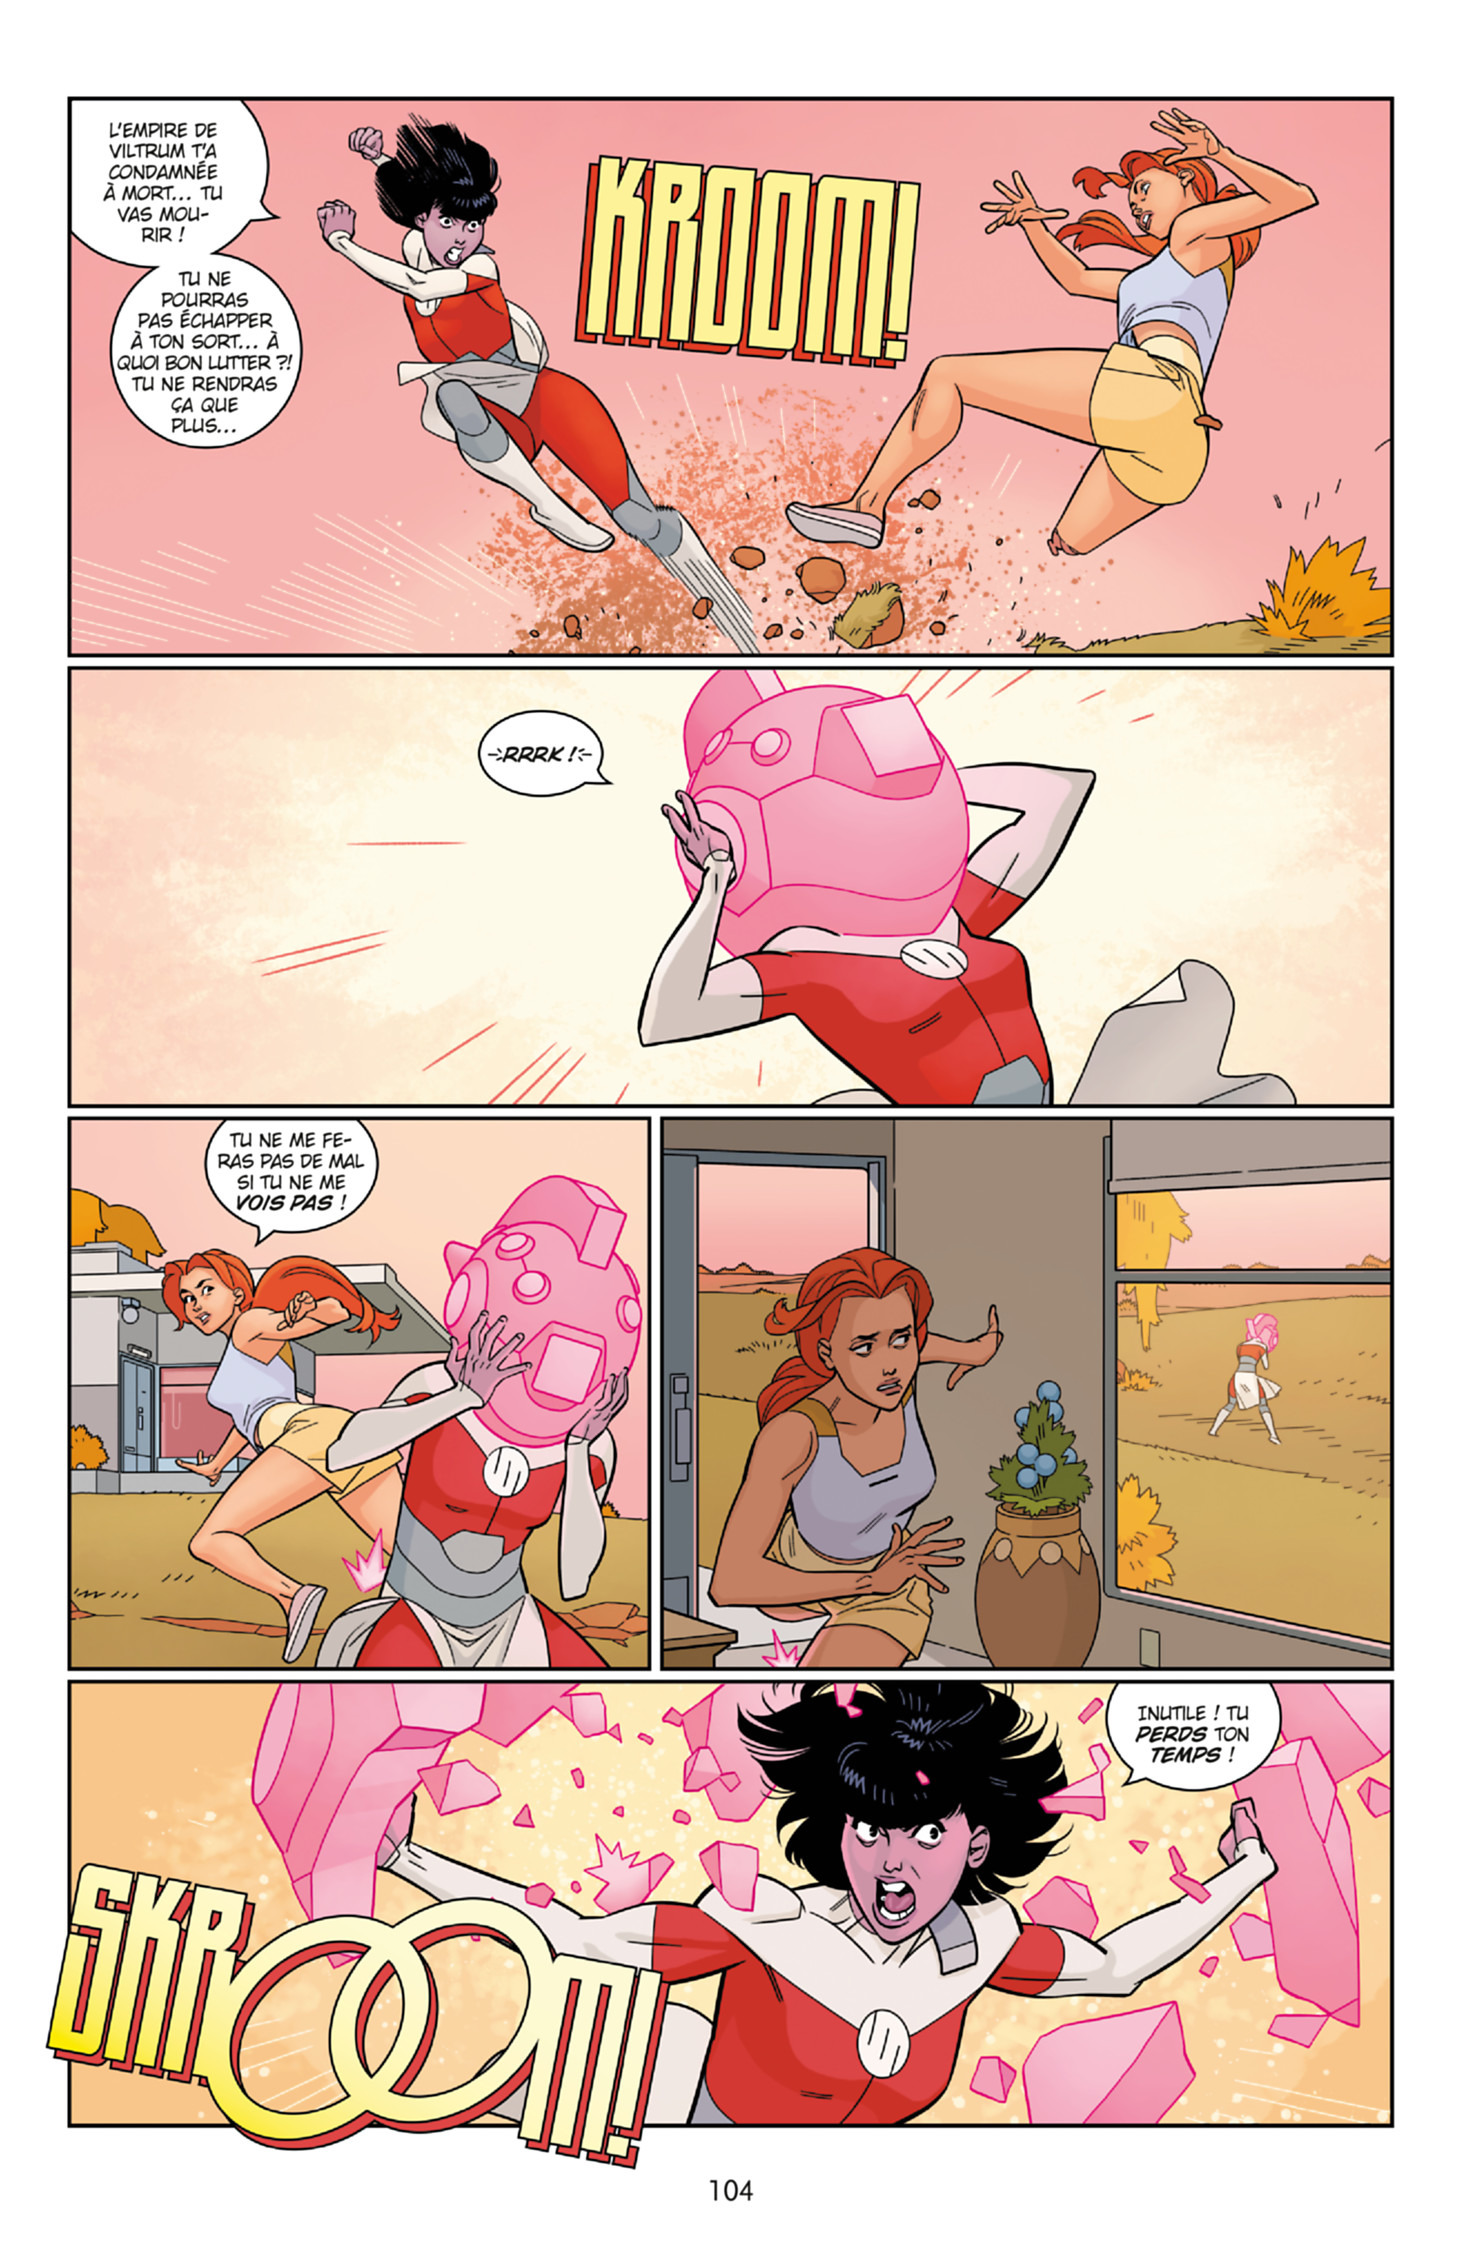 L'EMPIRE DE
VILTRUM T'A
CONDAMNÉE
À MORT... TU
VAS MOU-
RIR !
TU NE
POURRAS
PAS ÉCHAPPER
À TON SORT... À
QUOI BON LUTTER ?!
TU NE RENDRAS
ÇA QUE
PLUS...
KROOM!
RRRK !
TU NE ME FE-
RAS PAS DE MAL
SI TU NE ME
VOIS PAS !
INUTILE ! TU
PERDS TON
TEMPS !
SKROOM!
104